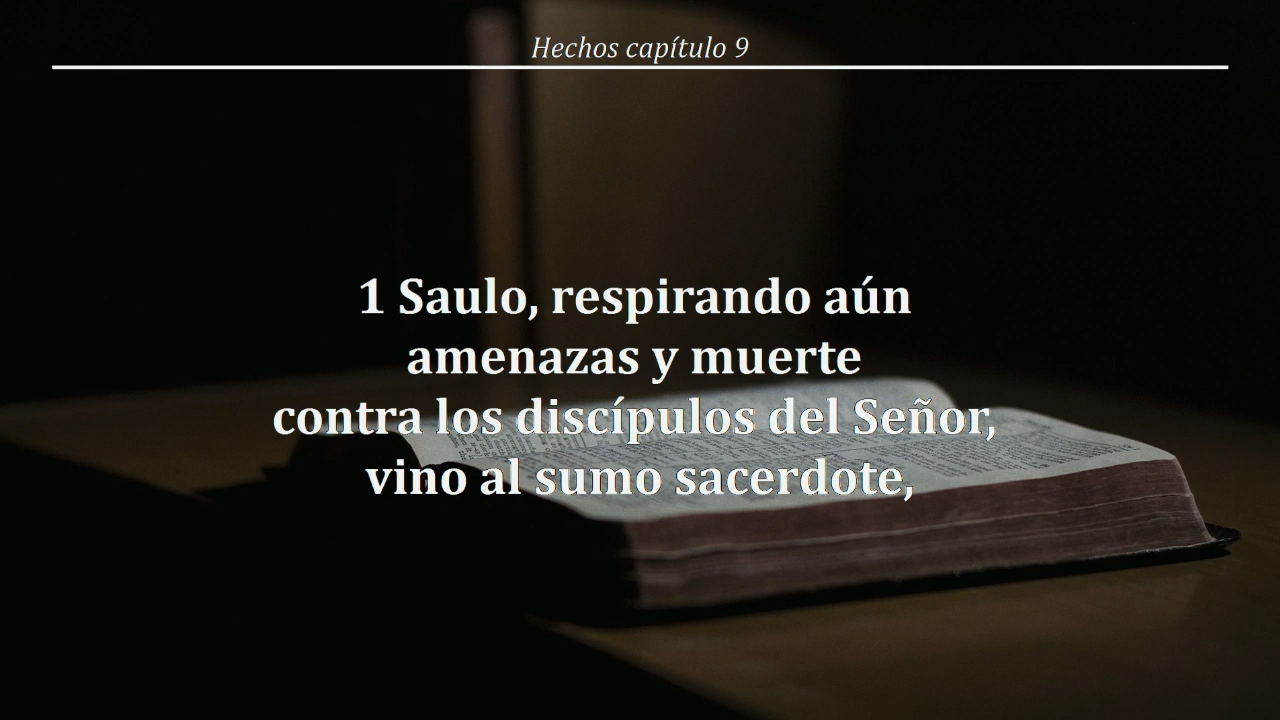 Hechos capítulo 9
1 Saulo, respirando aún
amenazas y muerte
contra los discípulos del Señor,
vino al sumo sacerdote,